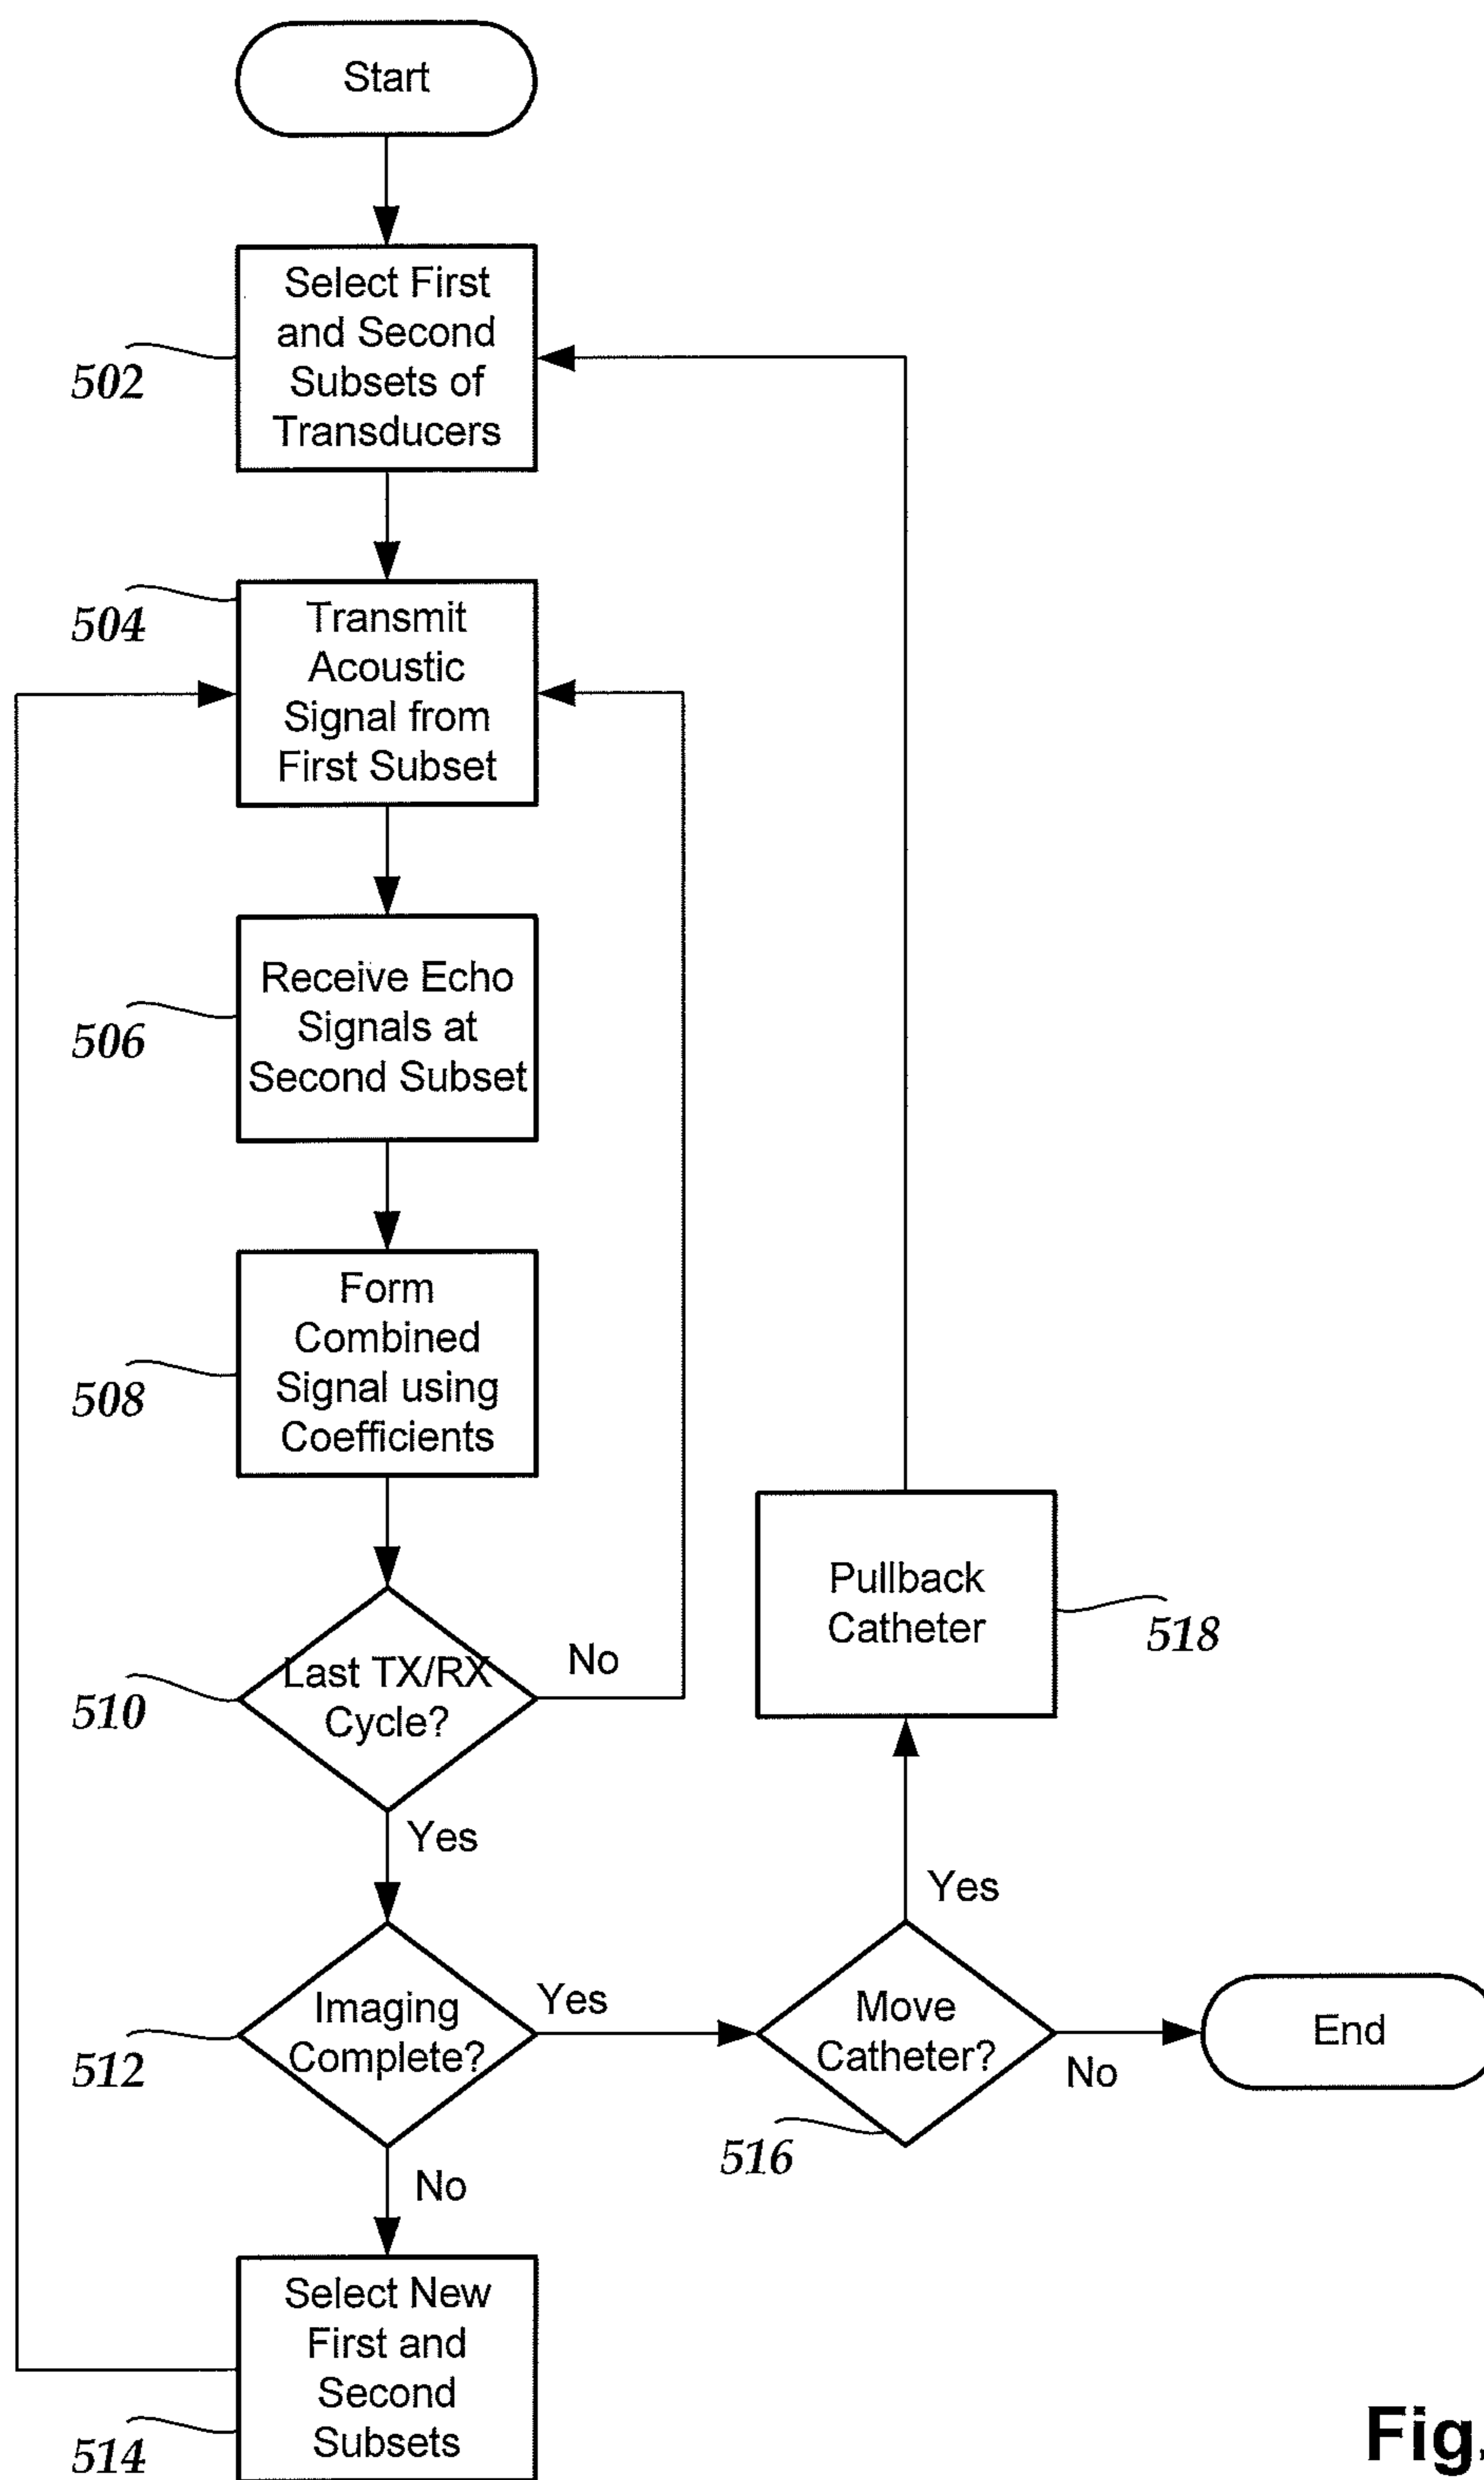 Start
Select First
and Second
Subsets of
Transducers
502
504
Transmit
Acoustic
Signal from
First Subset
506
Receive Echo
Signals at
Second Subset
508
Form
Combined
Signal using
Coefficients
510
Last TX/RX
Cycle?
No
Yes
Pullback
Catheter
518
Yes
512
Imaging
Complete?
Yes
Move
Catheter?
516
No
End
No
Select New
First and
Second
Subsets
514
Fig.